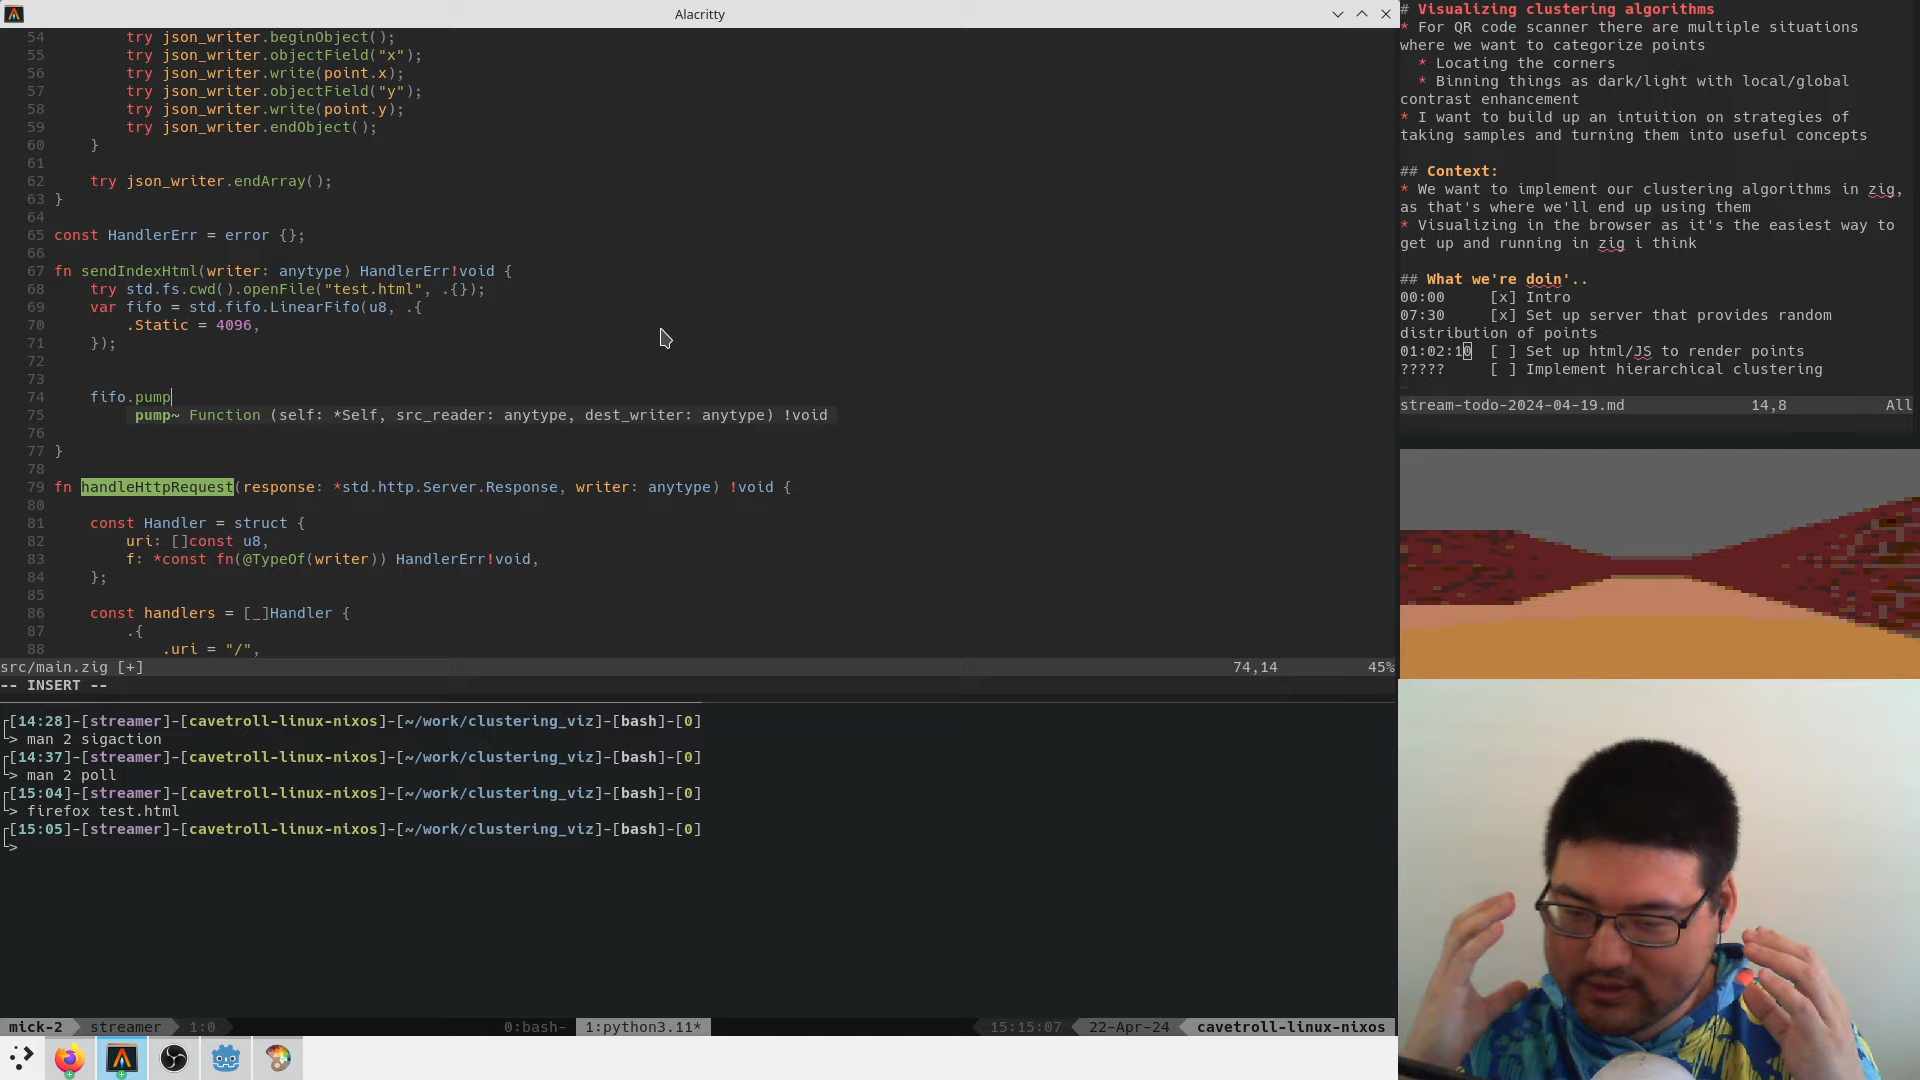 Alacritty
54 try json_writer.beginObject();
55 try json_writer.objectField("x");
56 try json_writer.write(point.x);
57 try json_writer.objectField("y");
58 try json_writer.write(point.y);
59 try json_writer.endObject();
60 }
61
62 try json_writer.endArray();
63 }
64
65 const HandlerErr = error {};
66
67 fn sendIndexHtml(writer: anytype) HandlerErr!void {
68 try std.fs.cwd().openFile("test.html", .{});
69 var fifo = std.fifo.LinearFifo(u8, .{
70 .Static = 4096,
71 });
72
73
74 fifo.pump
75 pump~ Function (self: *Self, src_reader: anytype, dest_writer: anytype) !void
76
77 }
78
79 fn handleHttpRequest(response: *std.http.Server.Response, writer: anytype) !void {
80
81 const Handler = struct {
82 uri: []const u8,
83 f: *const fn(@TypeOf(writer)) HandlerErr!void,
84 };
85
86 const handlers = [_]Handler {
87 .{
88 .uri = "/",
src/main.zig [+] 74,14 45%
-- INSERT --
┌[14:28]-[streamer]-[cavetroll-linux-nixos]-[~/work/clustering_viz]-[bash]-[0]
└> man 2 sigaction
┌[14:37]-[streamer]-[cavetroll-linux-nixos]-[~/work/clustering_viz]-[bash]-[0]
└> man 2 poll
┌[15:04]-[streamer]-[cavetroll-linux-nixos]-[~/work/clustering_viz]-[bash]-[0]
└> firefox test.html
┌[15:05]-[streamer]-[cavetroll-linux-nixos]-[~/work/clustering_viz]-[bash]-[0]
└>
mick-2 streamer 1:0 0:bash- 1:python3.11* 15:15:07 22-Apr-24 cavetroll-linux-nixos
# Visualizing clustering algorithms
* For QR code scanner there are multiple situations
where we want to categorize points
* Locating the corners
* Binning things as dark/light with local/global
contrast enhancement
* I want to build up an intuition on strategies of
taking samples and turning them into useful concepts
## Context:
* We want to implement our clustering algorithms in zig,
as that's where we'll end up using them
* Visualizing in the browser as it's the easiest way to
get up and running in zig i think
## What we're doin'..
00:00 [x] Intro
07:30 [x] Set up server that provides random
distribution of points
01:02:10 [ ] Set up html/JS to render points
????? [ ] Implement hierarchical clustering
~
stream-todo-2024-04-19.md 14,8 All